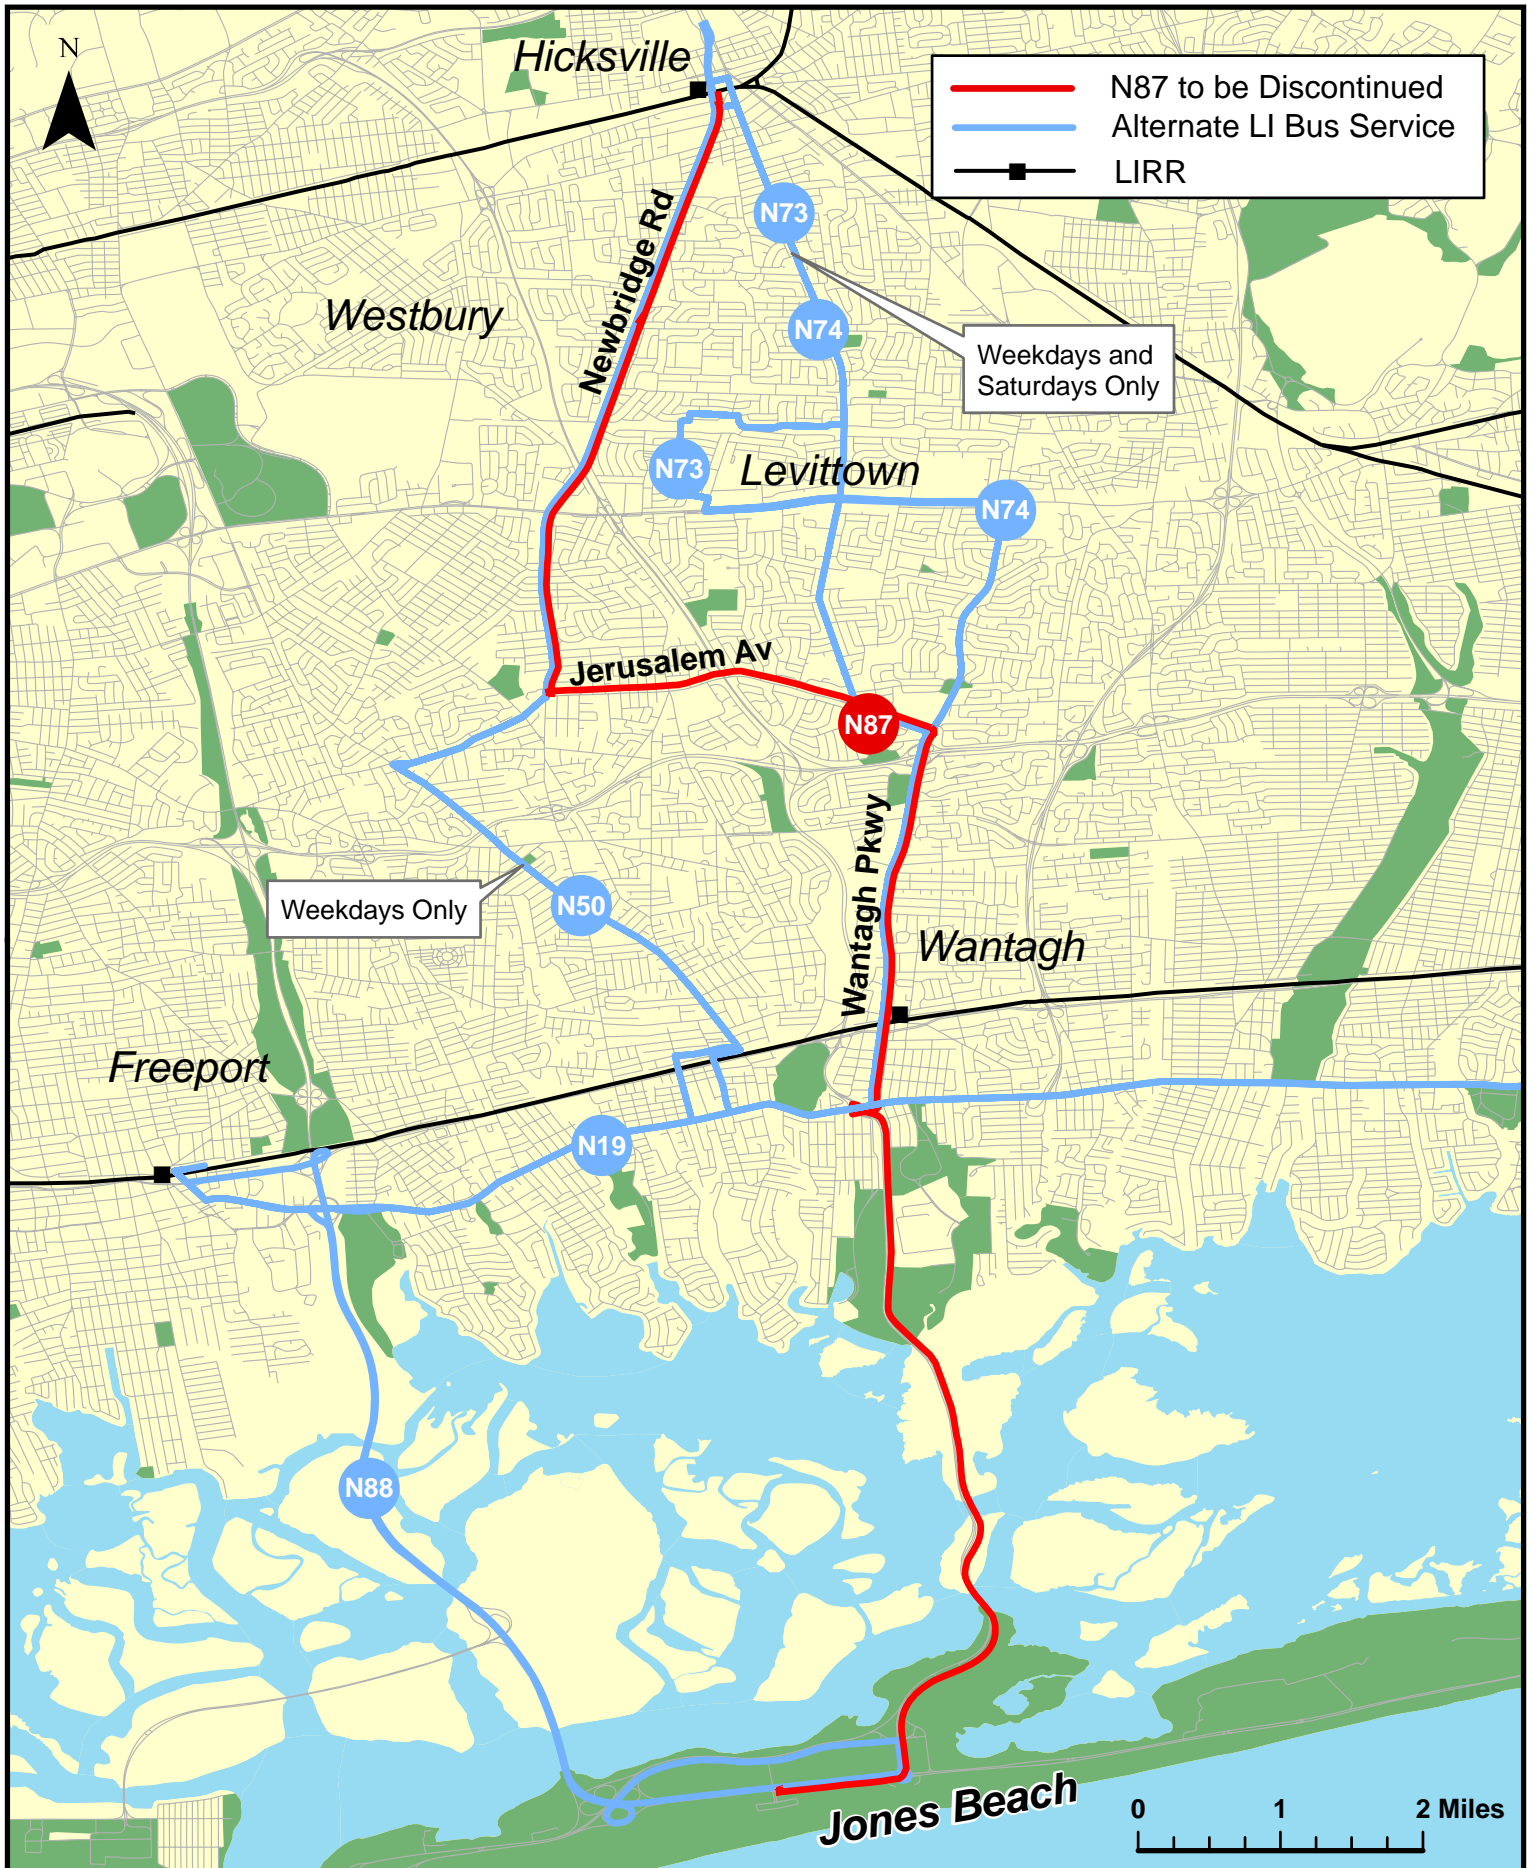 N
Hicksville
N87 to be Discontinued
Alternate LI Bus Service
LIRR
N73
Newbridge Rd
Westbury
N74
Weekdays and
Saturdays Only
N73
Levittown
N74
Jerusalem Av
N87
Wantagh Pkwy
Weekdays Only
N50
Wantagh
Freeport
N19
N88
Jones Beach
0 1 2 Miles